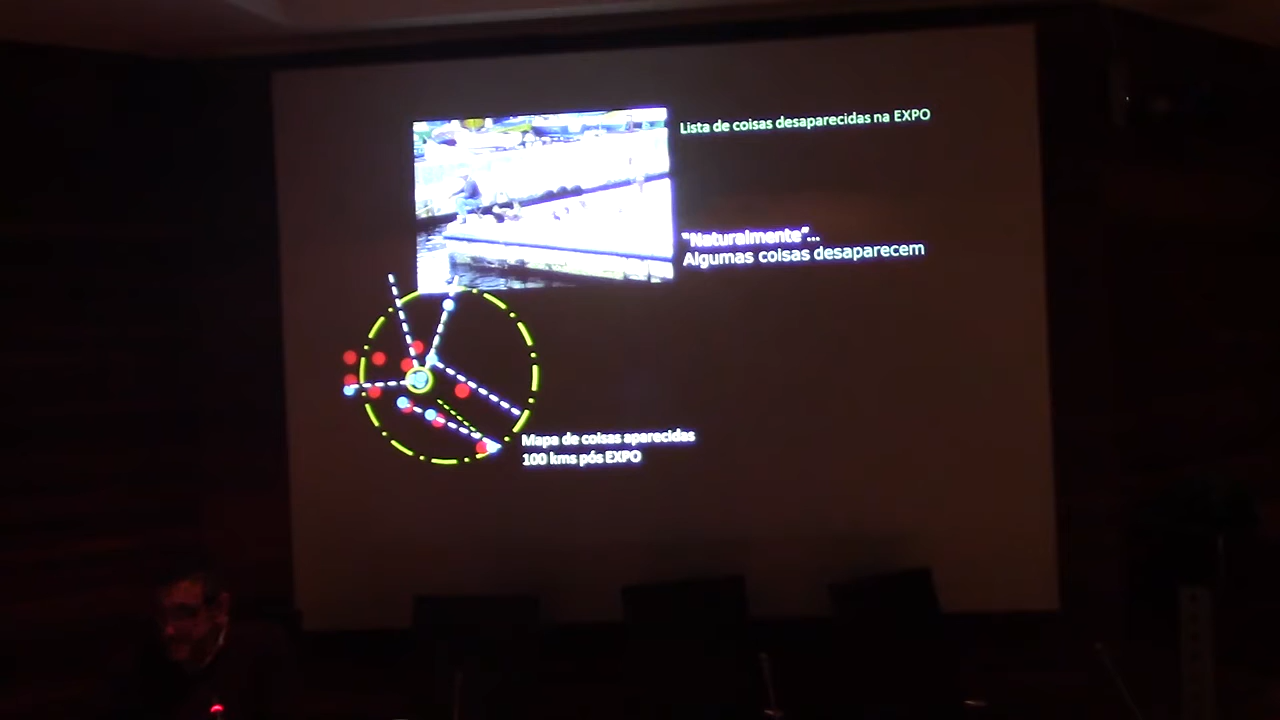 Lista de coisas desaparecidas na EXPO
“Naturalmente”...
Algumas coisas desaparecem
Mapa de coisas aparecidas
100 kms pós EXPO